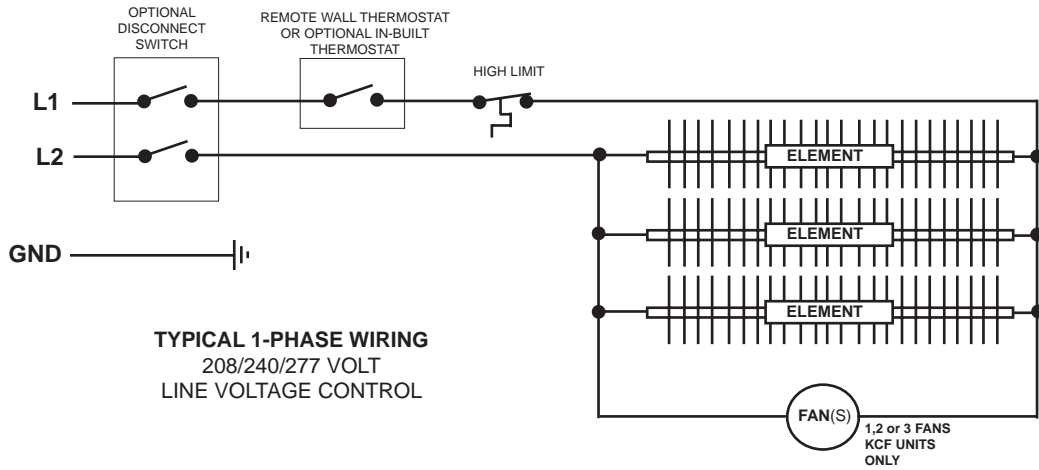 OPTIONAL
DISCONNECT
SWITCH
REMOTE WALL THERMOSTAT
OR OPTIONAL IN-BUILT
THERMOSTAT
HIGH LIMIT
L1
L2
ELEMENT
ELEMENT
ELEMENT
GND
TYPICAL 1-PHASE WIRING
208/240/277 VOLT
LINE VOLTAGE CONTROL
FAN(S)
1,2 or 3 FANS
KCF UNITS
ONLY